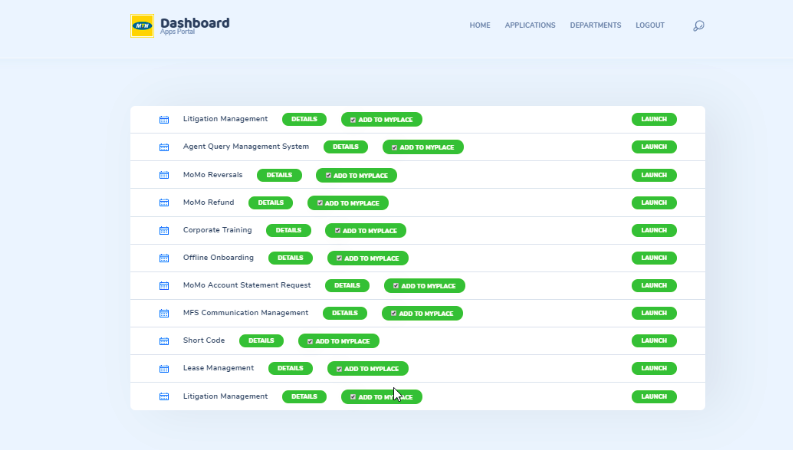 MTN
Dashboard
Apps Portal
HOME APPLICATIONS DEPARTMENTS LOGOUT
Litigation Management DETAILS ADD TO MYPLACE LAUNCH
Agent Query Management System DETAILS ADD TO MYPLACE LAUNCH
MoMo Reversals DETAILS ADD TO MYPLACE LAUNCH
MoMo Refund DETAILS ADD TO MYPLACE LAUNCH
Corporate Training DETAILS ADD TO MYPLACE LAUNCH
Offline Onboarding DETAILS ADD TO MYPLACE LAUNCH
MoMo Account Statement Request DETAILS ADD TO MYPLACE LAUNCH
MFS Communication Management DETAILS ADD TO MYPLACE LAUNCH
Short Code DETAILS ADD TO MYPLACE LAUNCH
Lease Management DETAILS ADD TO MYPLACE LAUNCH
Litigation Management DETAILS ADD TO MYPLACE LAUNCH